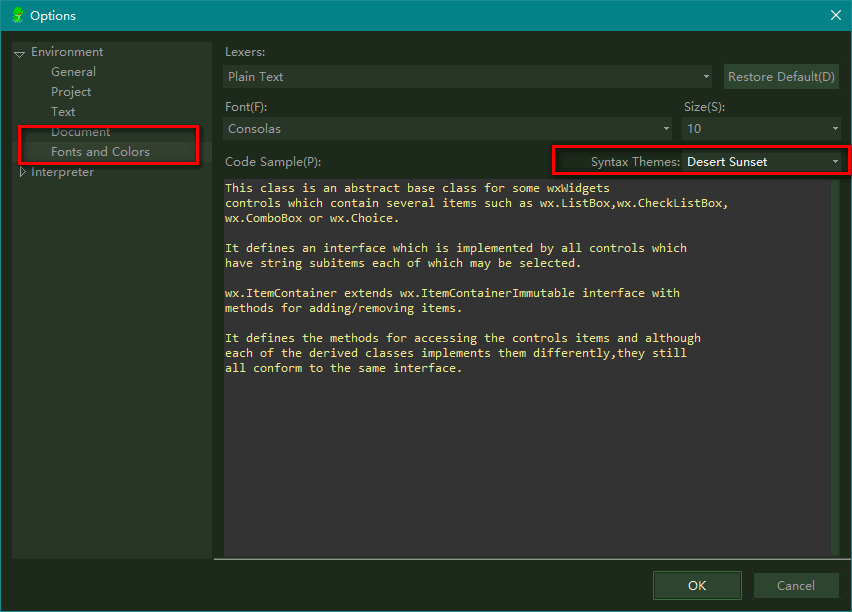 Options
Environment
General
Project
Text
Document
Fonts and Colors
Interpreter
Lexers:
Plain Text
Restore Default(D)
Font(F):
Size(S):
Consolas
10
Code Sample(P):
Syntax Themes: Desert Sunset
This class is an abstract base class for some wxWidgets
controls which contain several items such as wx.ListBox,wx.CheckListBox,
wx.ComboBox or wx.Choice.
It defines an interface which is implemented by all controls which
have string subitems each of which may be selected.
wx.ItemContainer extends wx.ItemContainerImmutable interface with
methods for adding/removing items.
It defines the methods for accessing the controls items and although
each of the derived classes implements them differently,they still
all conform to the same interface.
OK
Cancel